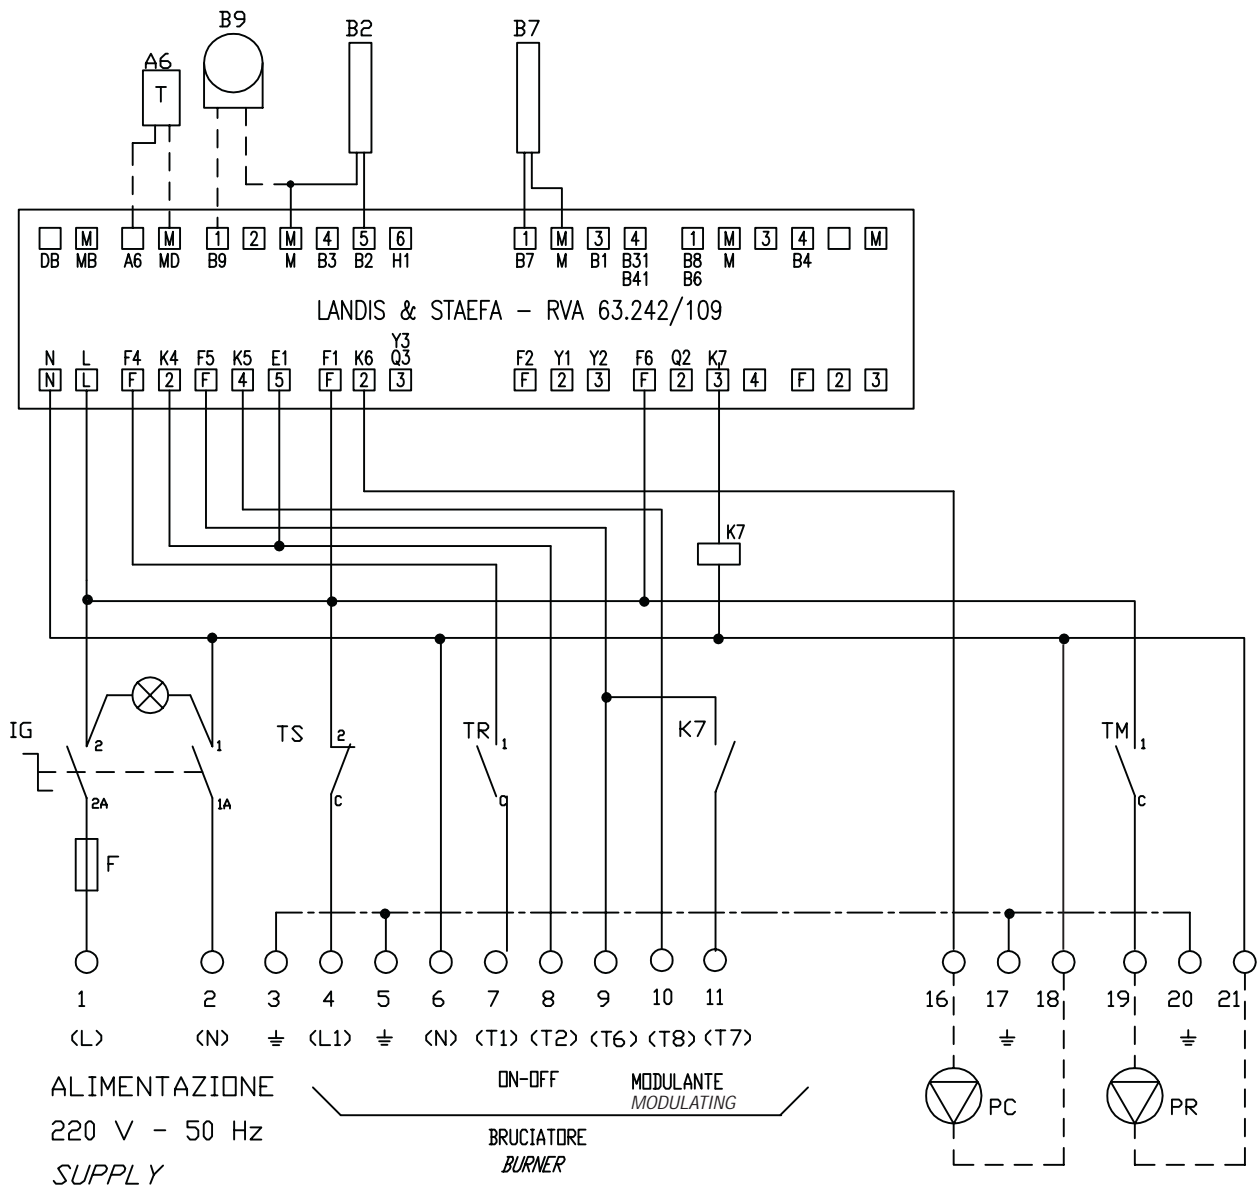 B9
B2
B7
A6
T
M M 1 2 M 4 5 6 1 M 3 4 1 M 3 4 M
DB MB A6 MD B9 M B3 B2 H1 B7 M B1 B31 B8 M B4
B41 B6
LANDIS & STAEFA - RVA 63.242/109
Y3
N L F4 K4 F5 K5 E1 F1 K6 Q3 F2 Y1 Y2 F6 Q2 K7
N L F 2 F 4 5 F 2 3 F 2 3 F 2 3 4 F 2 3
K7
IG 2 1 TS 2 TR 1 K7 TM 1
2A 1A C C C
F
1 2 3 4 5 6 7 8 9 10 11 16 17 18 19 20 21
(L) (N) (L1) (N) (T1) (T2) (T6) (T8) (T7)
ALIMENTAZIONE ON-OFF MODULANTE
MODULATING
PC PR
220 V - 50 Hz BRUCIATORE
SUPPLY BURNER